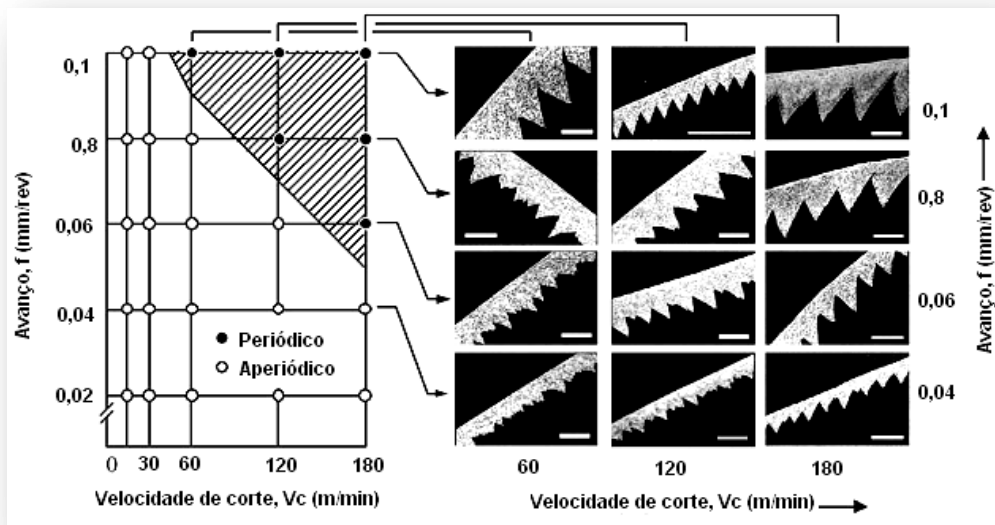 0,1
0,8
0,06
0,04
0,02
Avanço, f (mm/rev)
Periódico
Aperiódico
0 30 60 120 180
Velocidade de corte, Vc (m/min)
0,1
0,8
0,06
0,04
Avanço, f (mm/rev)
60 120 180
Velocidade de corte, Vc (m/min)